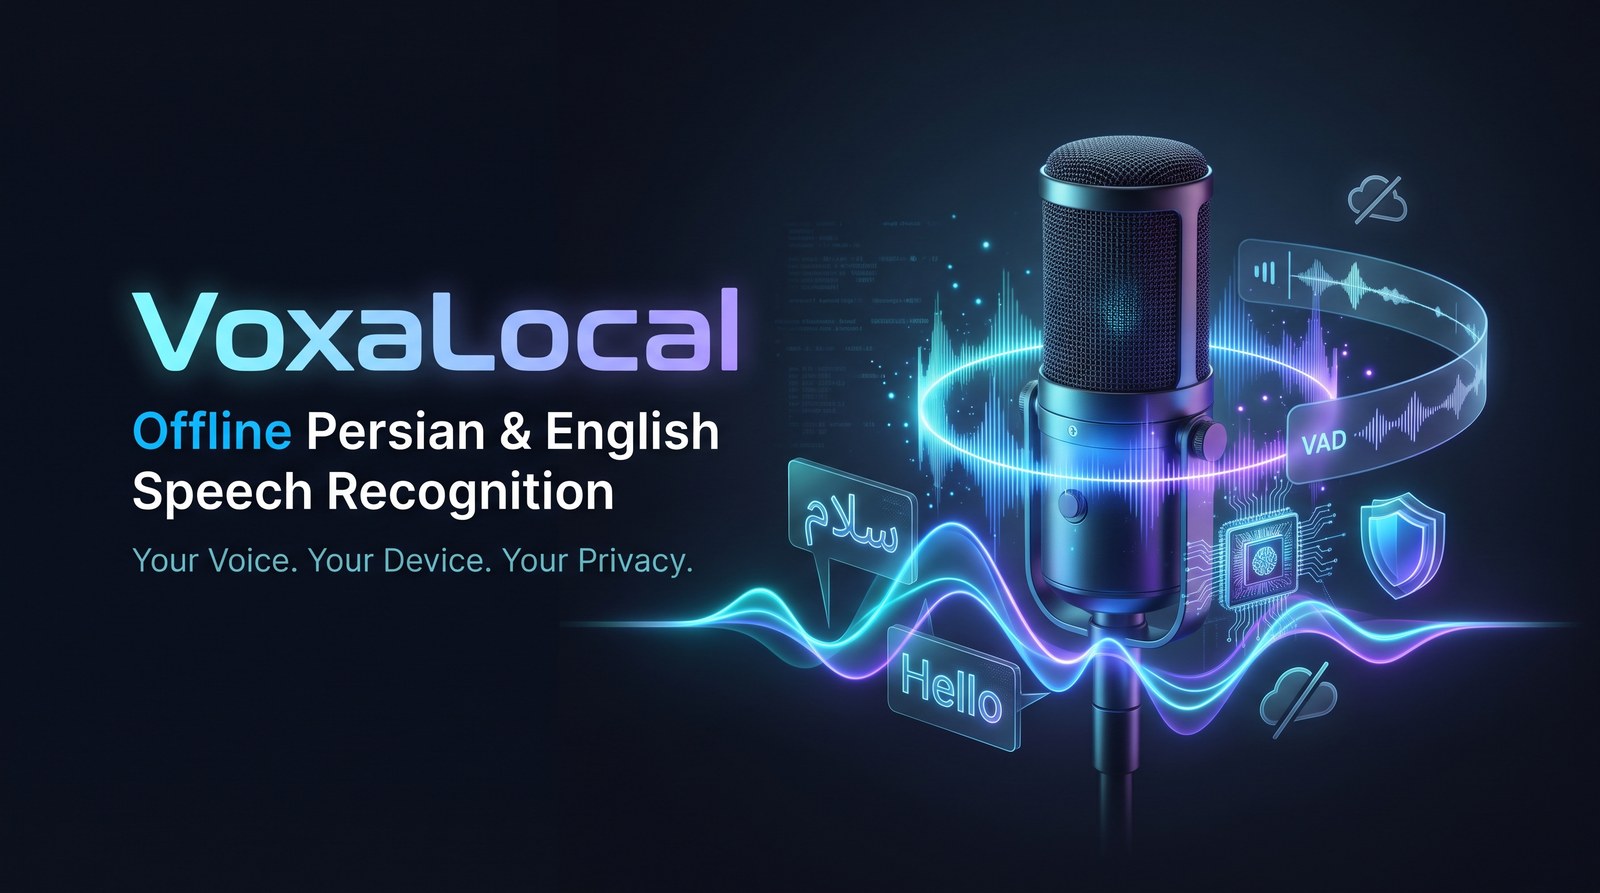 VoxaLocal
Offline Persian & English
Speech Recognition
Your Voice. Your Device. Your Privacy.
VAD
سلام
Hello